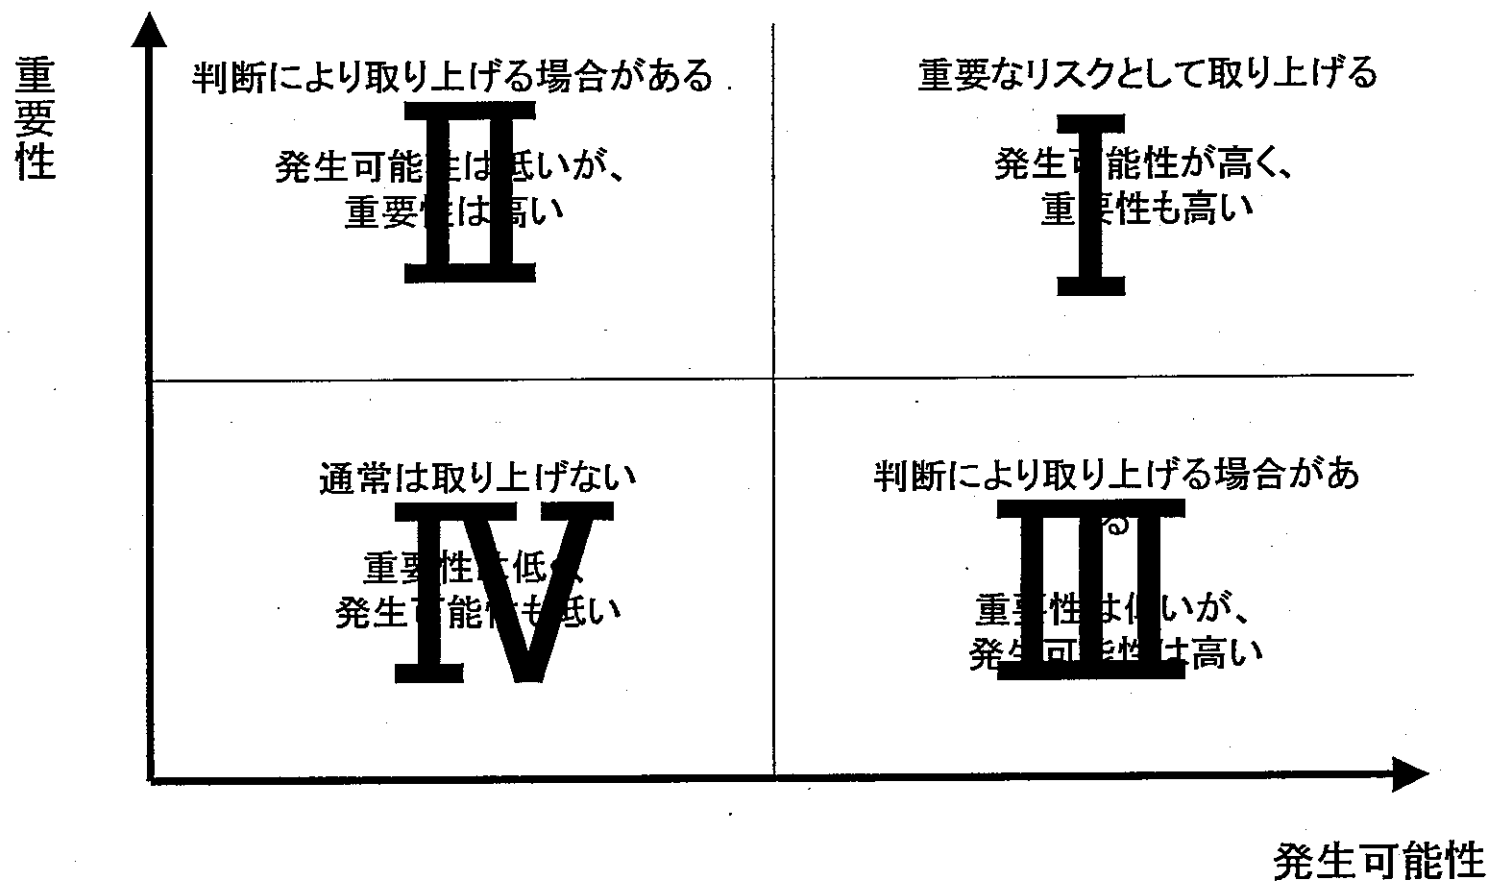 重要性
判断により取り上げる場合がある
Ⅱ
発生可能性は低いが、
重要性は高い
重要なリスクとして取り上げる
Ⅰ
発生可能性が高く、
重要性も高い
通常は取り上げない
Ⅳ
重要性は低く、
発生可能性も低い
判断により取り上げる場合があ
る
Ⅲ
重要性は低いが、
発生可能性は高い
発生可能性